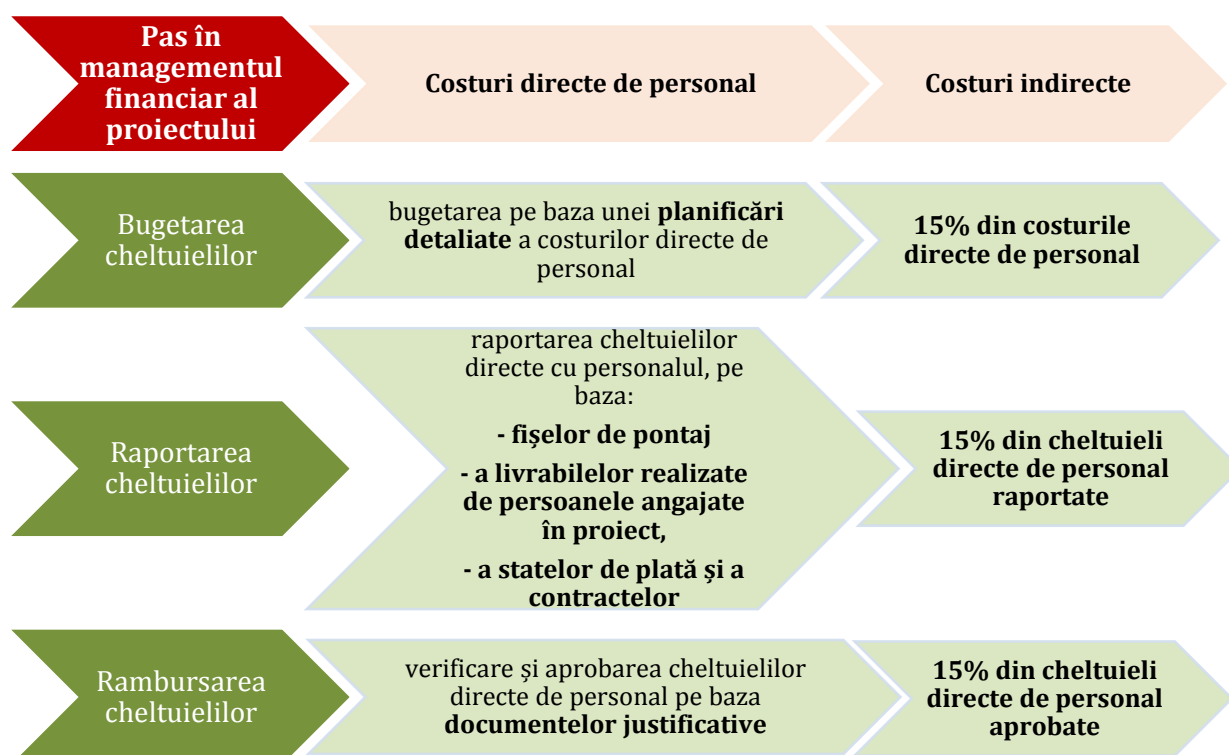 Pas în
managementul
financiar al
proiectului
Costuri directe de personal
Costuri indirecte
Bugetarea
cheltuielilor
bugetarea pe baza unei planificări
detaliate a costurilor directe de
personal
15% din costurile
directe de personal
Raportarea
cheltuielilor
raportarea cheltuielilor
directe cu personalul, pe
baza:
- fișelor de pontaj
- a livrabilelor realizate
de persoanele angajate
în proiect,
- a statelor de plată și a
contractelor
15% din cheltuieli
directe de personal
raportate
Rambursarea
cheltuielilor
verificare și aprobarea cheltuielilor
directe de personal pe baza
documentelor justificative
15% din cheltuieli
directe de personal
aprobate